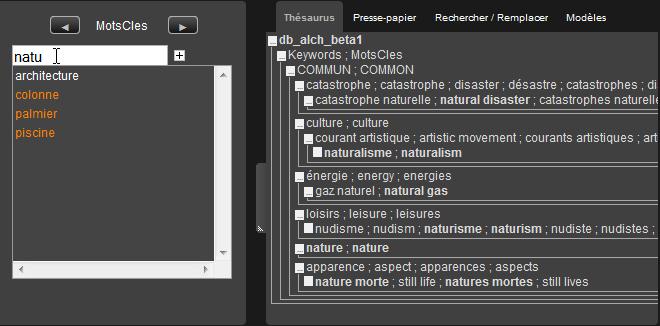 MotsCles
natu
architecture
colonne
palmier
piscine
Thésaurus Presse-papier Rechercher / Remplacer Modèles
db_alch_beta1
Keywords ; MotsCles
COMMUN ; COMMON
catastrophe ; catastrophe ; disaster ; désastre ; catastrophes ;
catastrophe naturelle ; natural disaster ; catastrophes naturelle
culture ; culture
courant artistique ; artistic movement ; courants artistiques ;
naturalisme ; naturalism
énergie ; energy ; energies
gaz naturel ; natural gas
loisirs ; leisure ; leisures
nudisme ; nudism ; naturisme ; naturism ; nudiste ; nudistes ;
nature ; nature
apparence ; aspect ; apparences ; aspects
nature morte ; still life ; natures mortes ; still lives